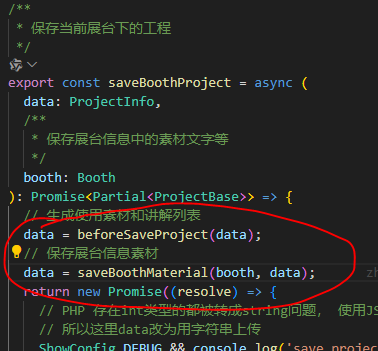 /**
 * 保存当前展台下的工程
 */
export const saveBoothProject = async (
  data: ProjectInfo,
  /**
   * 保存展台信息中的素材文字等
   */
  booth: Booth
): Promise<Partial<ProjectBase>> => {
  // 生成使用素材和讲解列表
  data = beforeSaveProject(data);
  // 保存展台信息素材
  data = saveBoothMaterial(booth, data);
  return new Promise((resolve) => {
    // PHP 存在int类型的都被转成string问题, 使用JS
    // 所以这里data改为用字符串上传
    ShowConfig.DEBUG && console.log('save projec